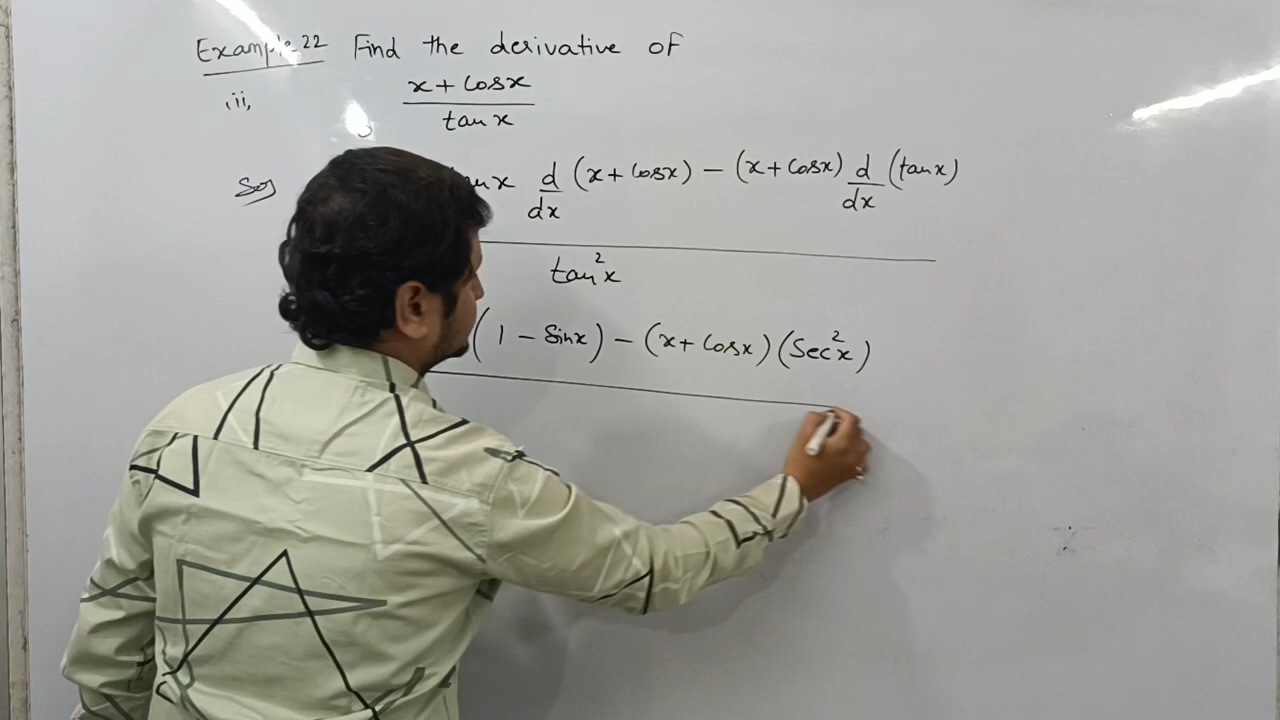 Example 22 Find the derivative of
ii,
x + cosx
tan x
Sol
tanx d/dx (x + cosx) − (x + cosx) d/dx (tanx)
tan²x
(1 − sinx) − (x + cosx)(Sec²x)